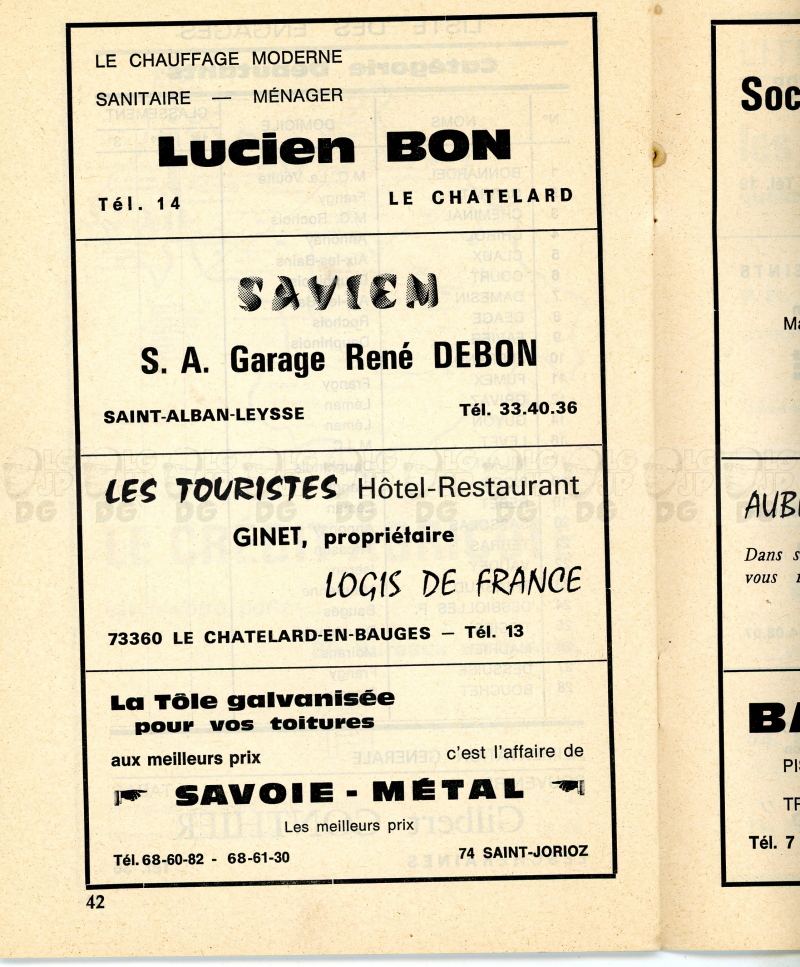 LE CHAUFFAGE MODERNE
SANITAIRE — MÉNAGER
Lucien BON
Tél. 14 LE CHATELARD
SAVIEM
S. A. Garage René DEBON
SAINT-ALBAN-LEYSSE Tél. 33.40.36
LES TOURISTES Hôtel-Restaurant
GINET, propriétaire
LOGIS DE FRANCE
73360 LE CHATELARD-EN-BAUGES — Tél. 13
La Tôle galvanisée
pour vos toitures
aux meilleurs prix c'est l'affaire de
SAVOIE - MÉTAL
Les meilleurs prix
Tél. 68-60-82 - 68-61-30 74 SAINT-JORIOZ
42
Soc
Ma
AUB
Dans s
vous
BA
PI
Tél. 7